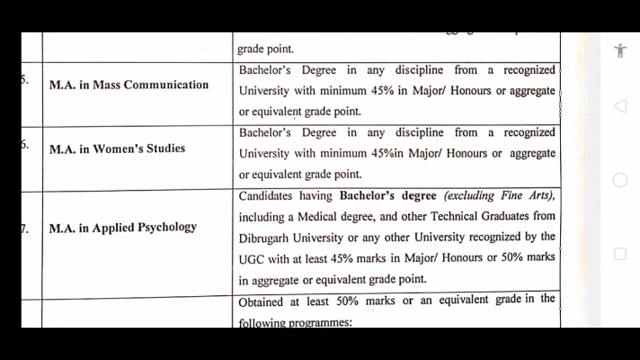 grade point.
5.
M.A. in Mass Communication
Bachelor's Degree in any discipline from a recognized
University with minimum 45% in Major/ Honours or aggregate
or equivalent grade point.
6.
M.A. in Women's Studies
Bachelor's Degree in any discipline from a recognized
University with minimum 45%in Major/ Honours or aggregate
or equivalent grade point.
7.
M.A. in Applied Psychology
Candidates having Bachelor's degree (excluding Fine Arts),
including a Medical degree, and other Technical Graduates from
Dibrugarh University or any other University recognized by the
UGC with at least 45% marks in Major/ Honours or 50% marks
in aggregate or equivalent grade point.
Obtained at least 50% marks or an equivalent grade in the
following programmes: